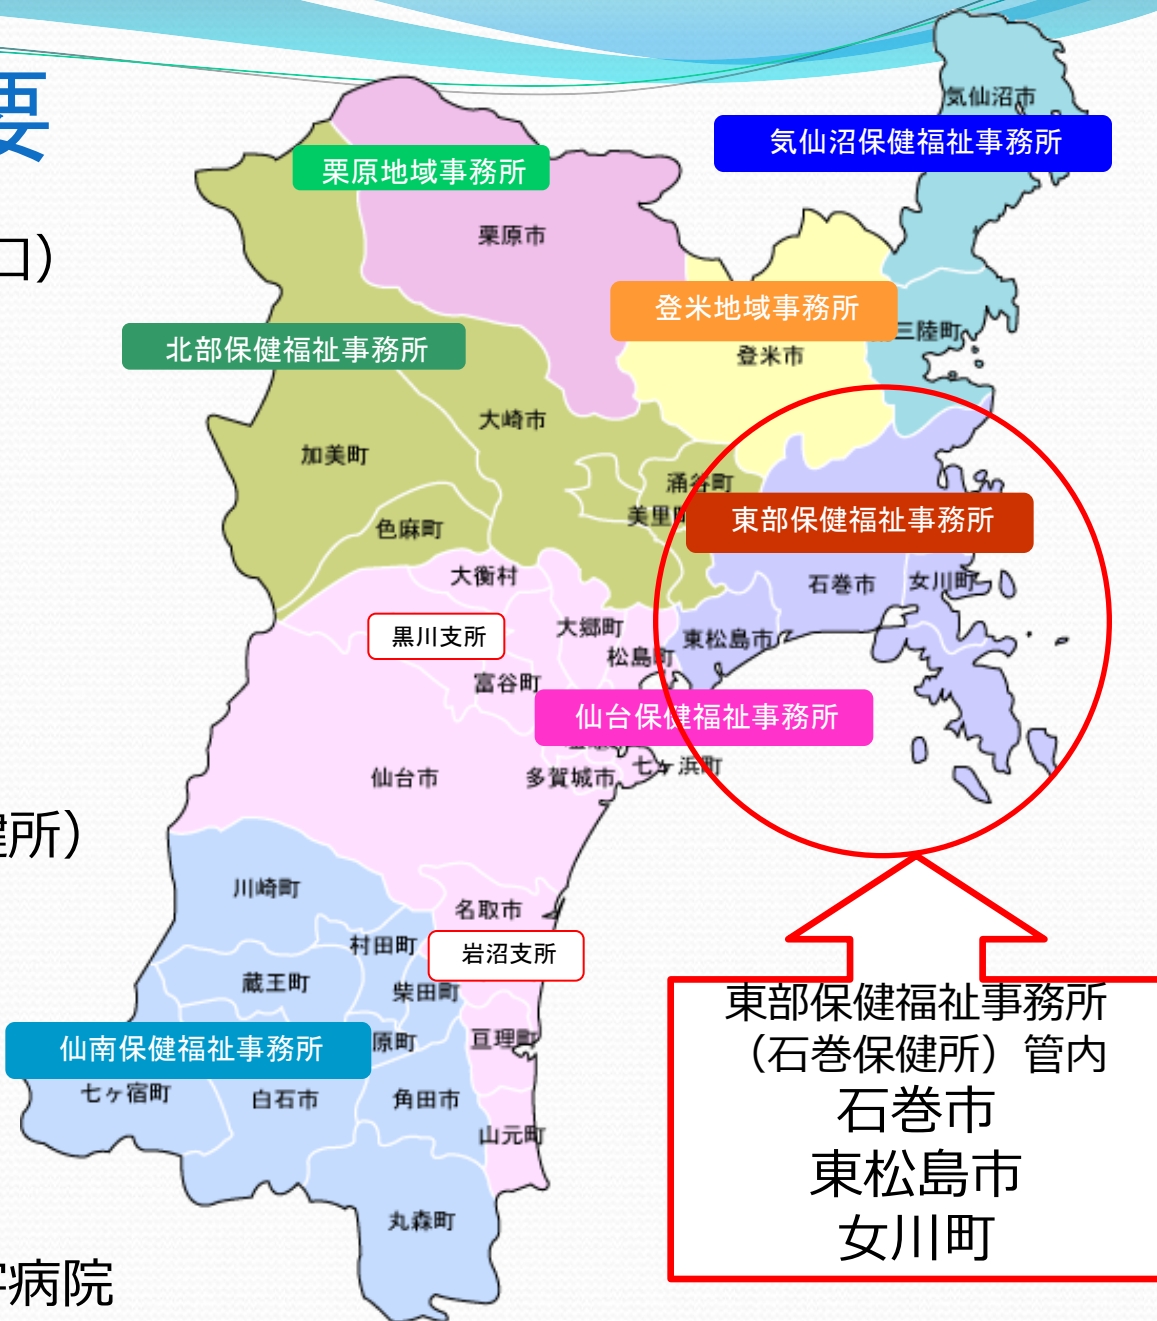 要
口）
健所）
病院
気仙沼市
気仙沼保健福祉事務所
栗原地域事務所
栗原市
登米地域事務所
三陸町
登米市
北部保健福祉事務所
大崎市
加美町
涌谷町
美里
色麻町
東部保健福祉事務所
大衡村
石巻市
女川町
黒川支所
大郷町
東松島市
松島町
富谷町
仙台保健福祉事務所
仙台市
多賀城市
七ヶ浜町
川崎町
名取市
村田町
岩沼支所
蔵王町
柴田町
仙南保健福祉事務所
原町
亘理町
七ヶ宿町
白石市
角田市
山元町
丸森町
東部保健福祉事務所
（石巻保健所）管内
石巻市
東松島市
女川町